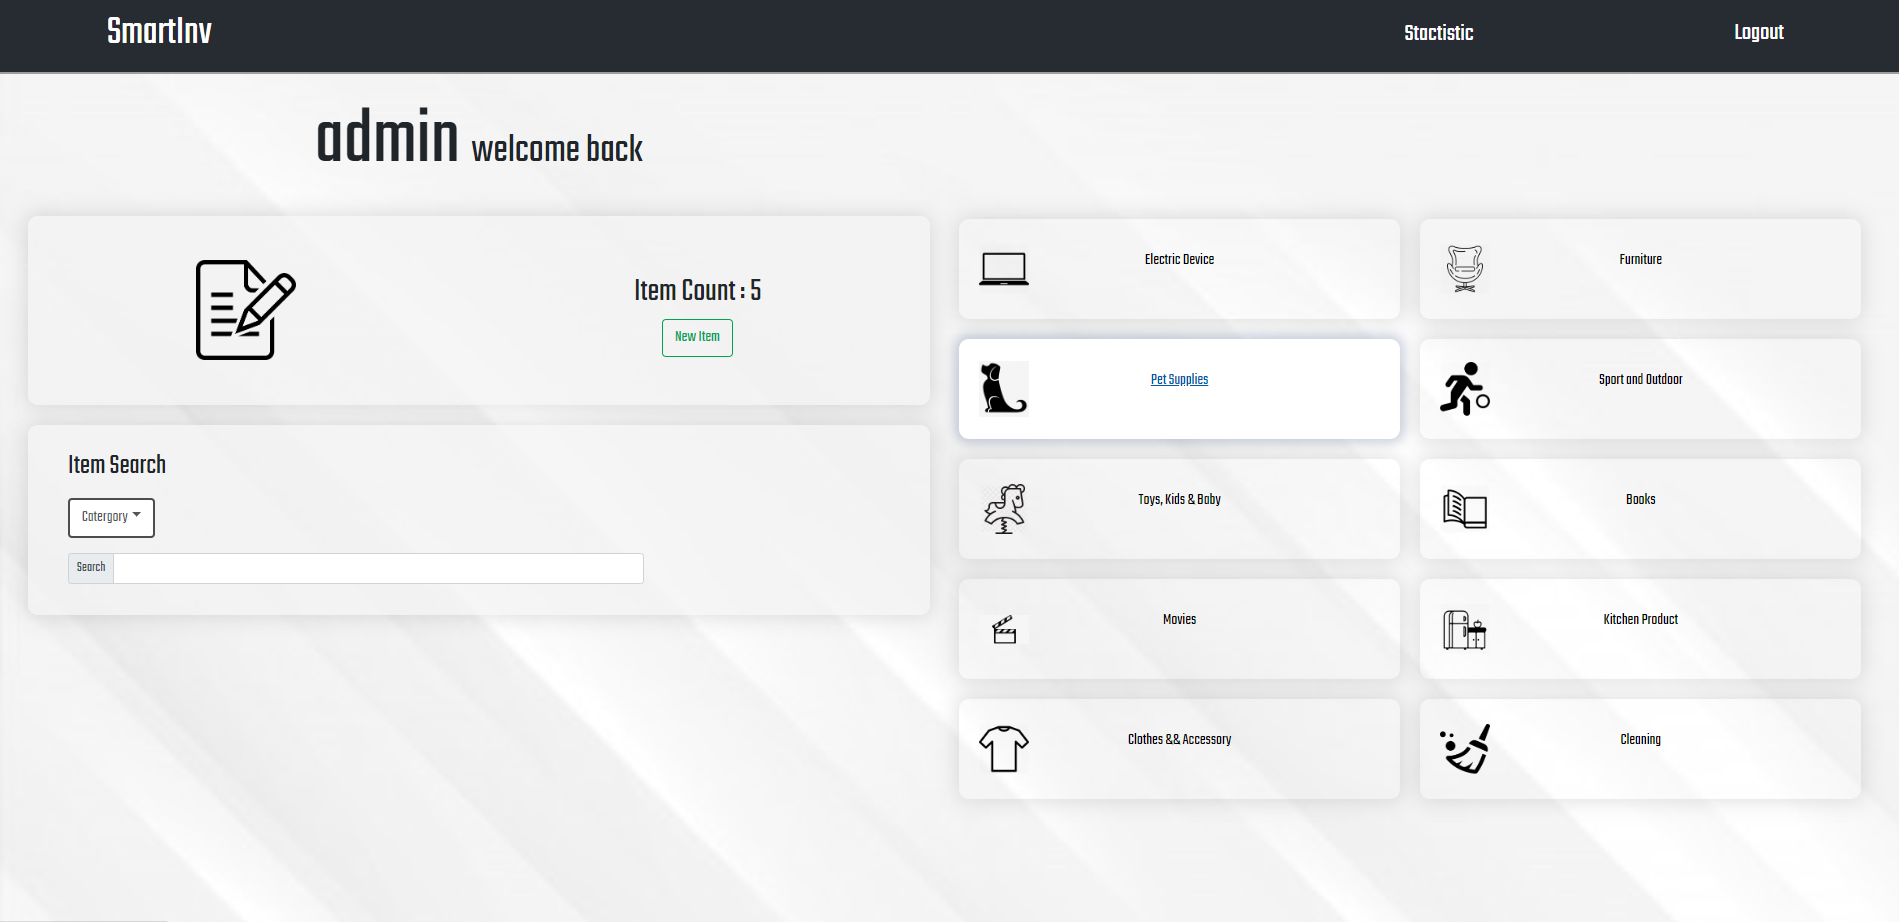 SmartInv
Stactistic
Logout
admin welcome back
Item Count : 5
New Item
Item Search
Catergory
Search
Electric Device
Furniture
Pet Supplies
Sport and Outdoor
Toys, Kids & Baby
Books
Movies
Kitchen Product
Clothes && Accessory
Cleaning